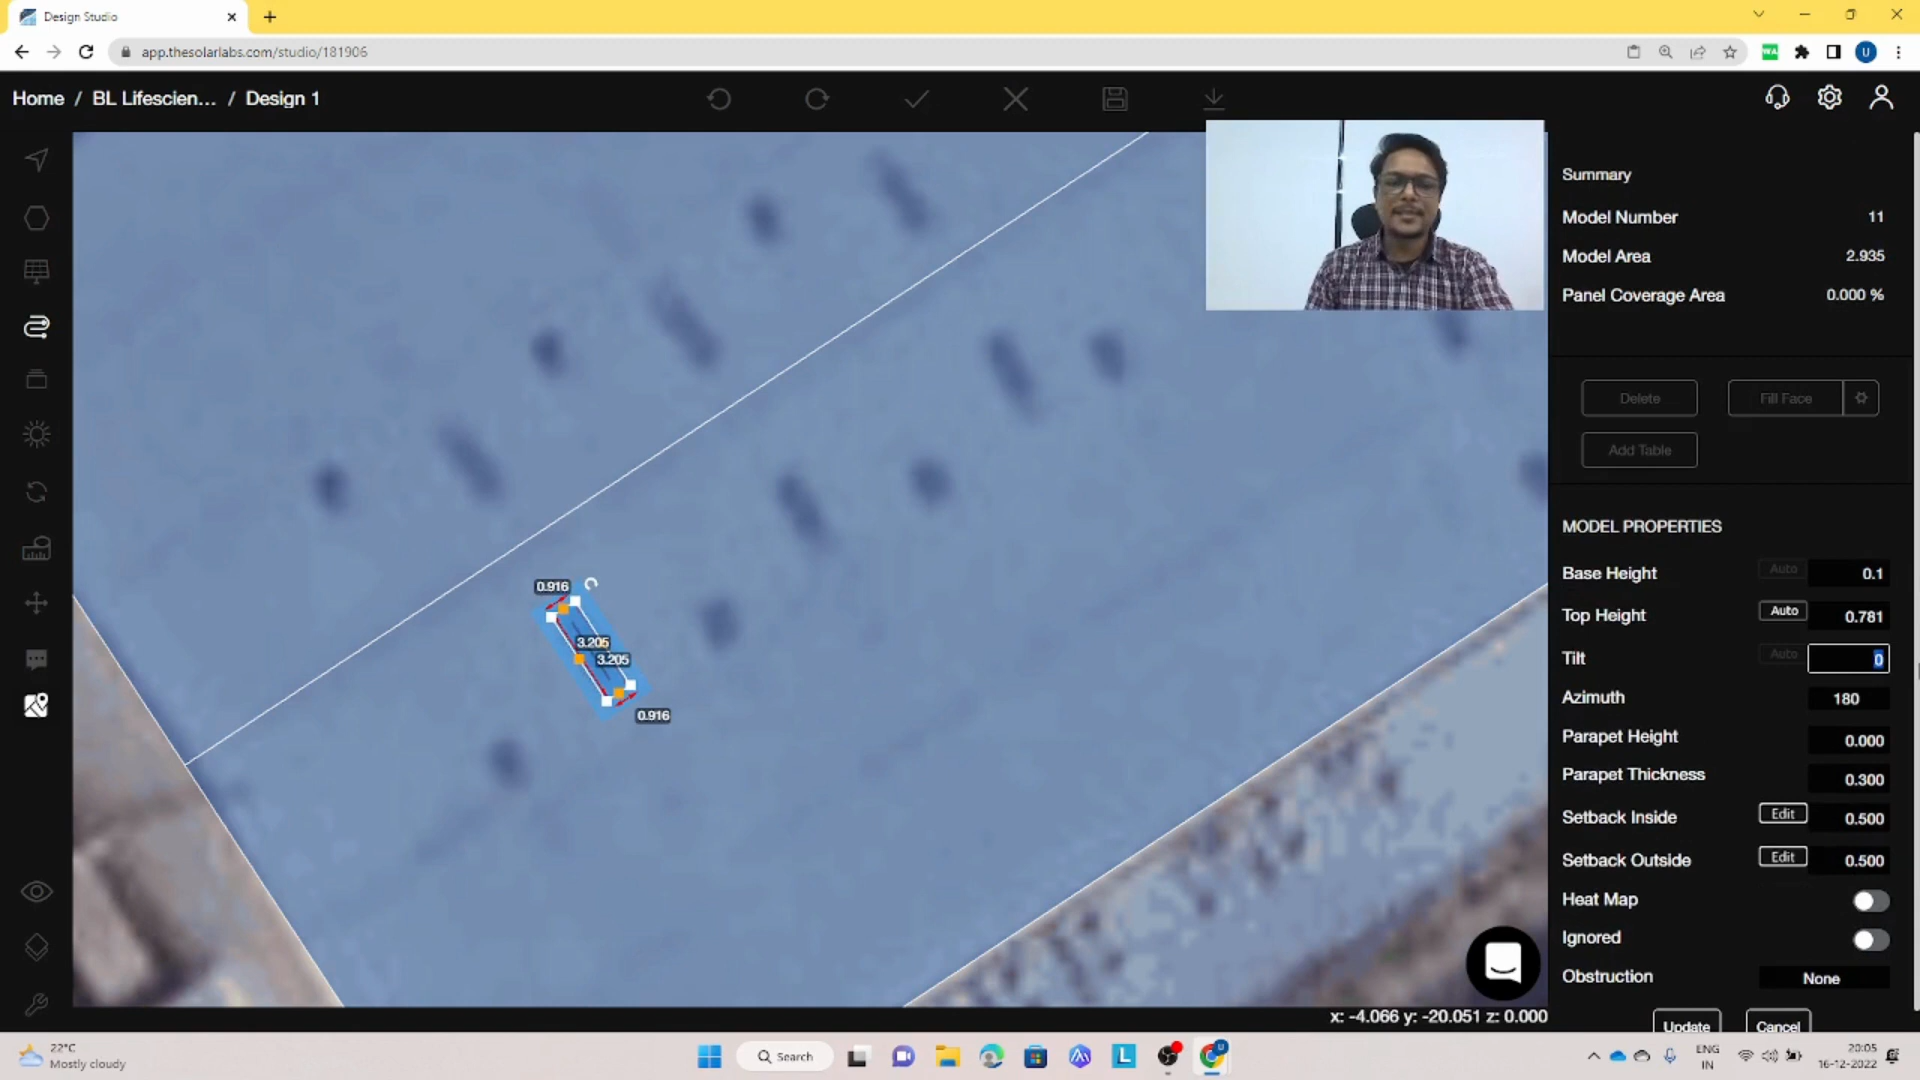 Design Studio
app.thesolarlabs.com/studio/181906
WA
U
Home / BL Lifescien... / Design 1
Summary
Model Number 11
Model Area 2.935
Panel Coverage Area 0.000 %
Delete Fill Face
Add Table
MODEL PROPERTIES
Base Height Auto 0.1
Top Height Auto 0.781
Tilt Auto 0
Azimuth 180
Parapet Height 0.000
Parapet Thickness 0.300
Setback Inside Edit 0.500
Setback Outside Edit 0.500
Heat Map
Ignored
Obstruction None
Update Cancel
0.916
3.205
3.205
0.916
x: -4.066 y: -20.051 z: 0.000
22°C
Mostly cloudy
Search
L
U
ENG
IN
20:05
16-12-2022